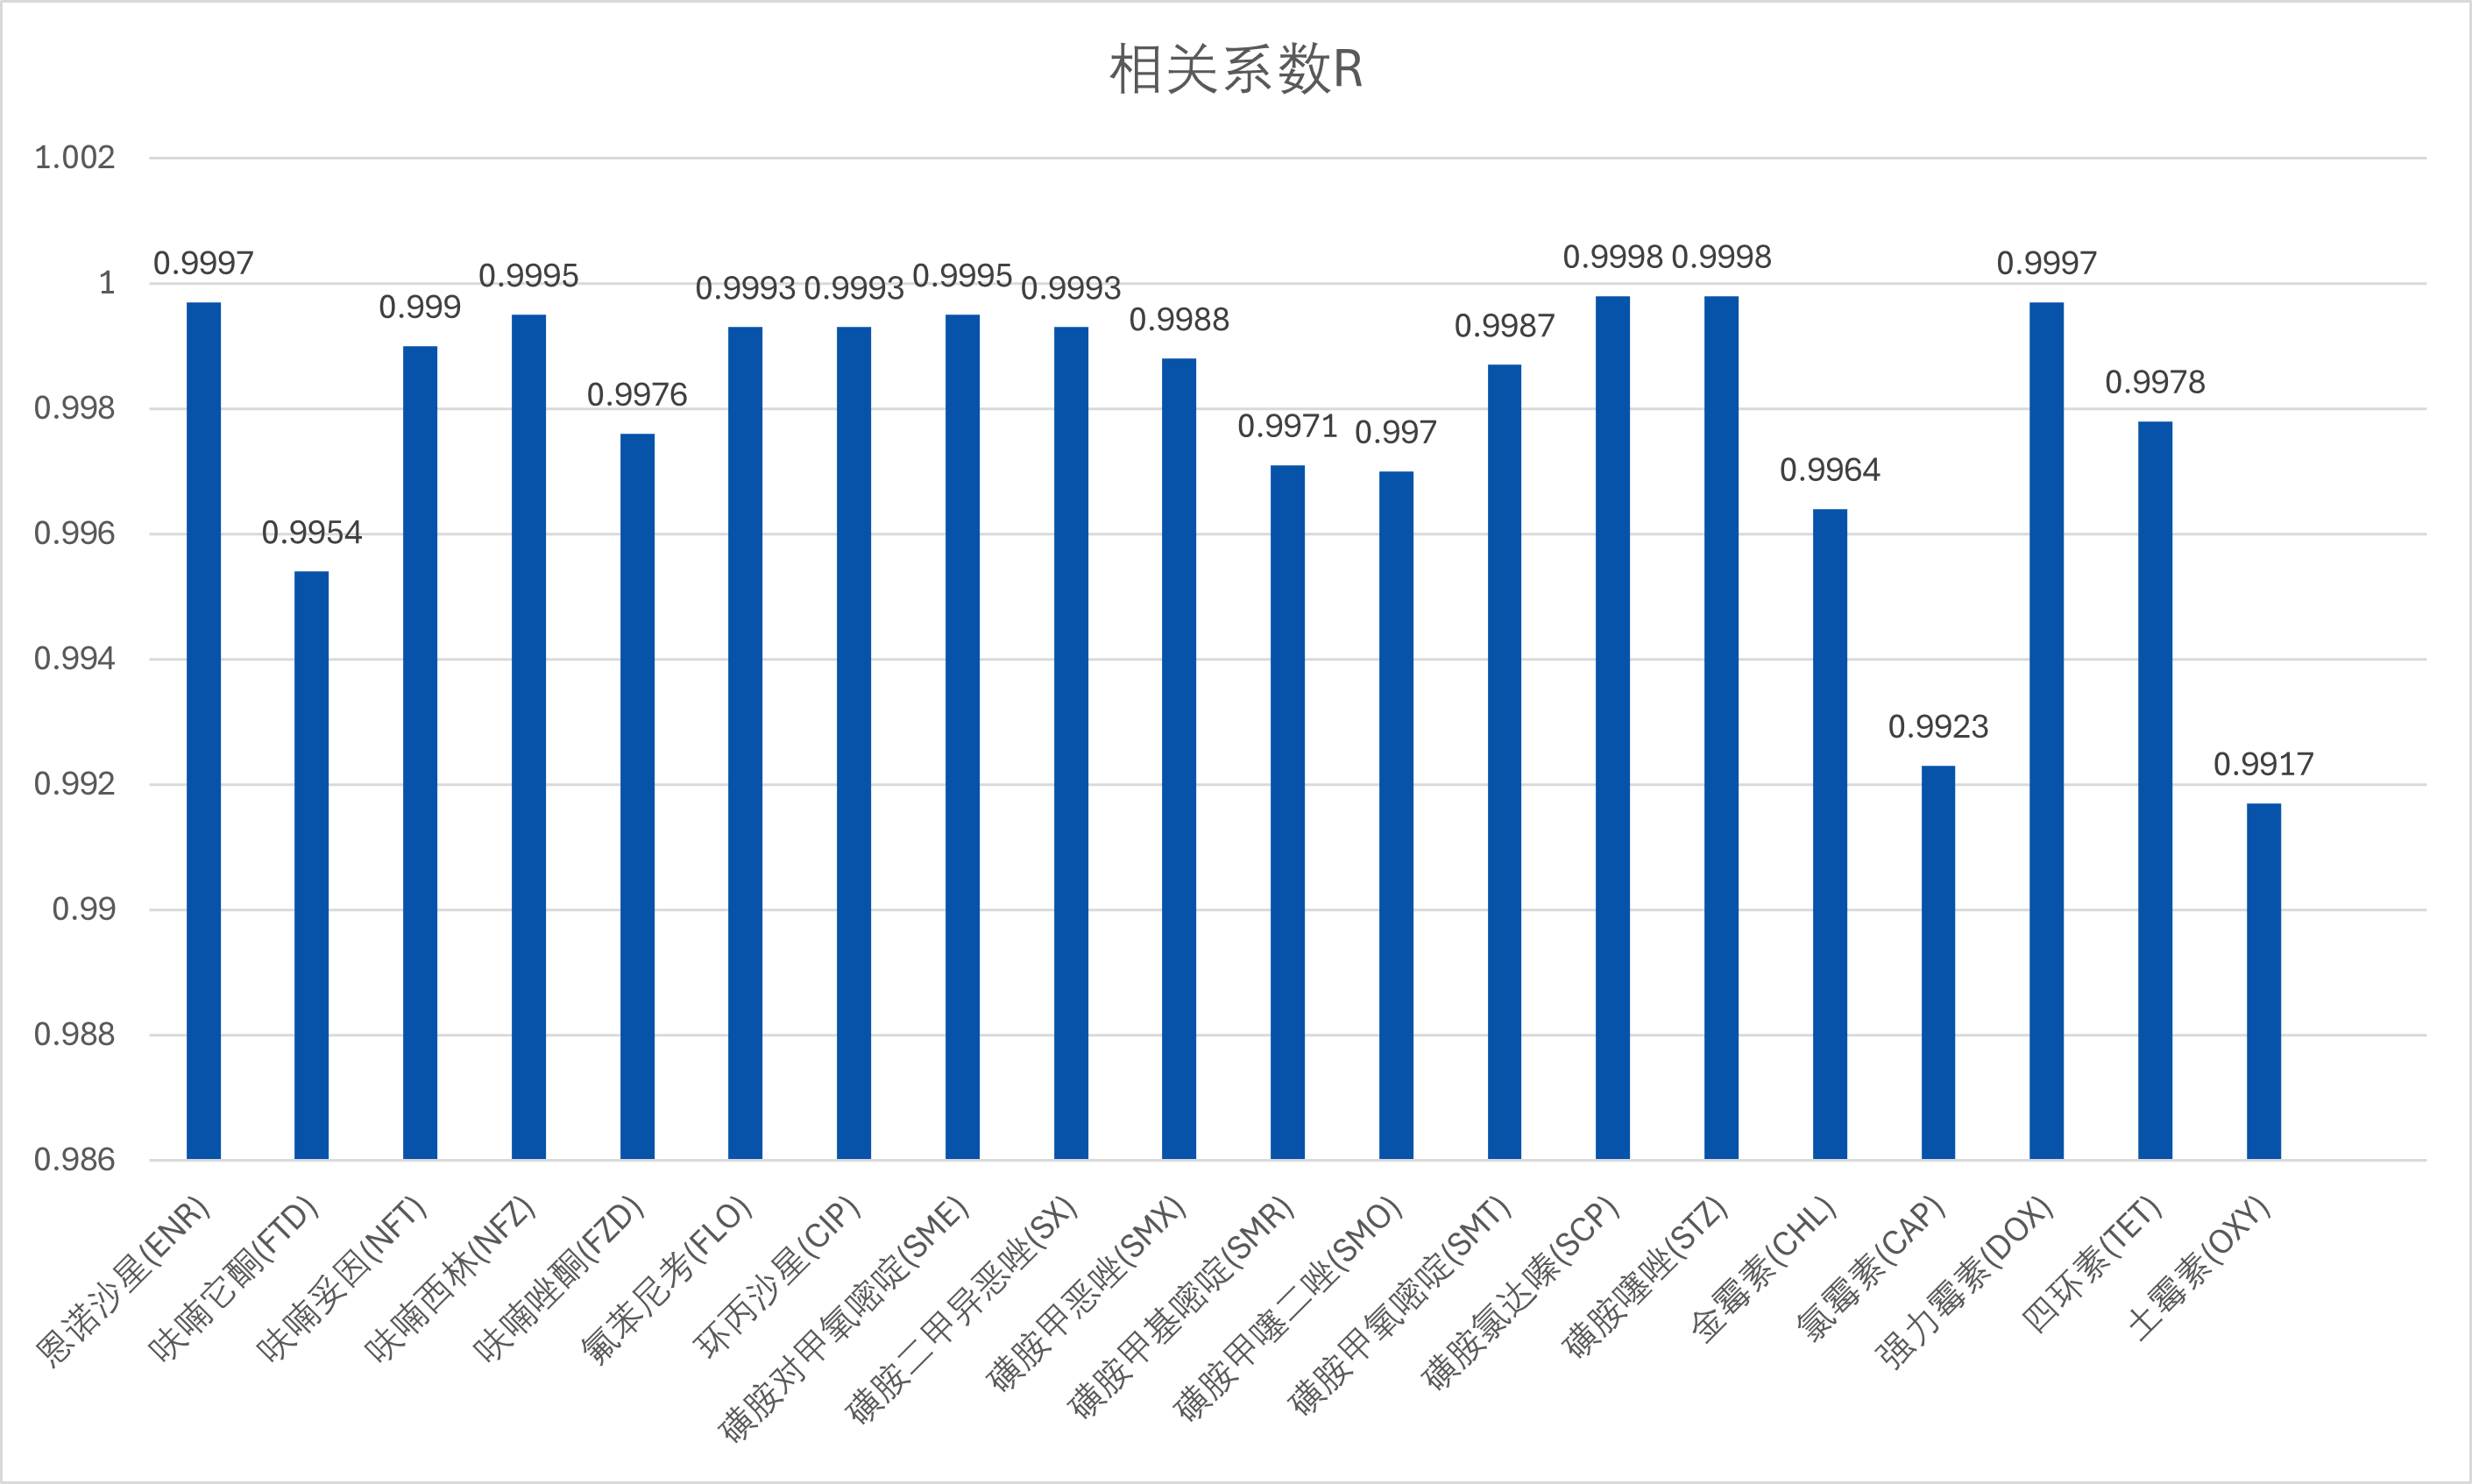 相关系数R
1.002
1
0.998
0.996
0.994
0.992
0.99
0.988
0.986
0.9997
0.9954
0.999
0.9995
0.9976
0.9993
0.9993
0.9995
0.9993
0.9988
0.9971
0.997
0.9987
0.9998
0.9998
0.9964
0.9923
0.9997
0.9978
0.9917
恩诺沙星(ENR)
呋喃它酮(FTD)
呋喃妥因(NFT)
呋喃西林(NFZ)
呋喃唑酮(FZD)
氟苯尼考(FLO)
环丙沙星(CIP)
磺胺对甲氧嘧啶(SME)
磺胺二甲异恶唑(SX)
磺胺甲恶唑(SMX)
磺胺甲基嘧啶(SMR)
磺胺甲噻二唑(SMO)
磺胺甲氧嘧啶(SMT)
磺胺氯达嗪(SCP)
磺胺噻唑(STZ)
金霉素(CHL)
氯霉素(CAP)
强力霉素(DOX)
四环素(TET)
土霉素(OXY)